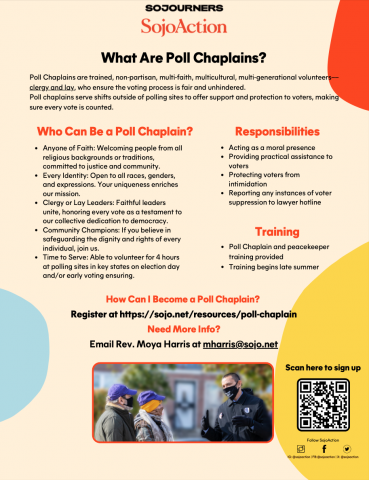 SOJOURNERS
SojoAction
What Are Poll Chaplains?
Poll Chaplains are trained, non-partisan, multi-faith, multicultural, multi-generational volunteers—
clergy and lay, who ensure the voting process is fair and unhindered.
Poll chaplains serve shifts outside of polling sites to offer support and protection to voters, making
sure every vote is counted.
Who Can Be a Poll Chaplain?
• Anyone of Faith: Welcoming people from all
religious backgrounds or traditions,
committed to justice and community.
• Every Identity: Open to all races, genders,
and expressions. Your uniqueness enriches
our mission.
• Clergy or Lay Leaders: Faithful leaders
unite, honoring every vote as a testament to
our collective dedication to democracy.
• Community Champions: If you believe in
safeguarding the dignity and rights of every
individual, join us.
• Time to Serve: Able to volunteer for 4 hours
at polling sites in key states on election day
and/or early voting ensuring.
Responsibilities
• Acting as a moral presence
• Providing practical assistance to
voters
• Protecting voters from
intimidation
• Reporting any instances of voter
suppression to lawyer hotline
Training
• Poll Chaplain and peacekeeper
training provided
• Training begins late summer
How Can I Become a Poll Chaplain?
Register at https://sojo.net/resources/poll-chaplain
Need More Info?
Email Rev. Moya Harris at mharris@sojo.net
Scan here to sign up
Follow SojoAction